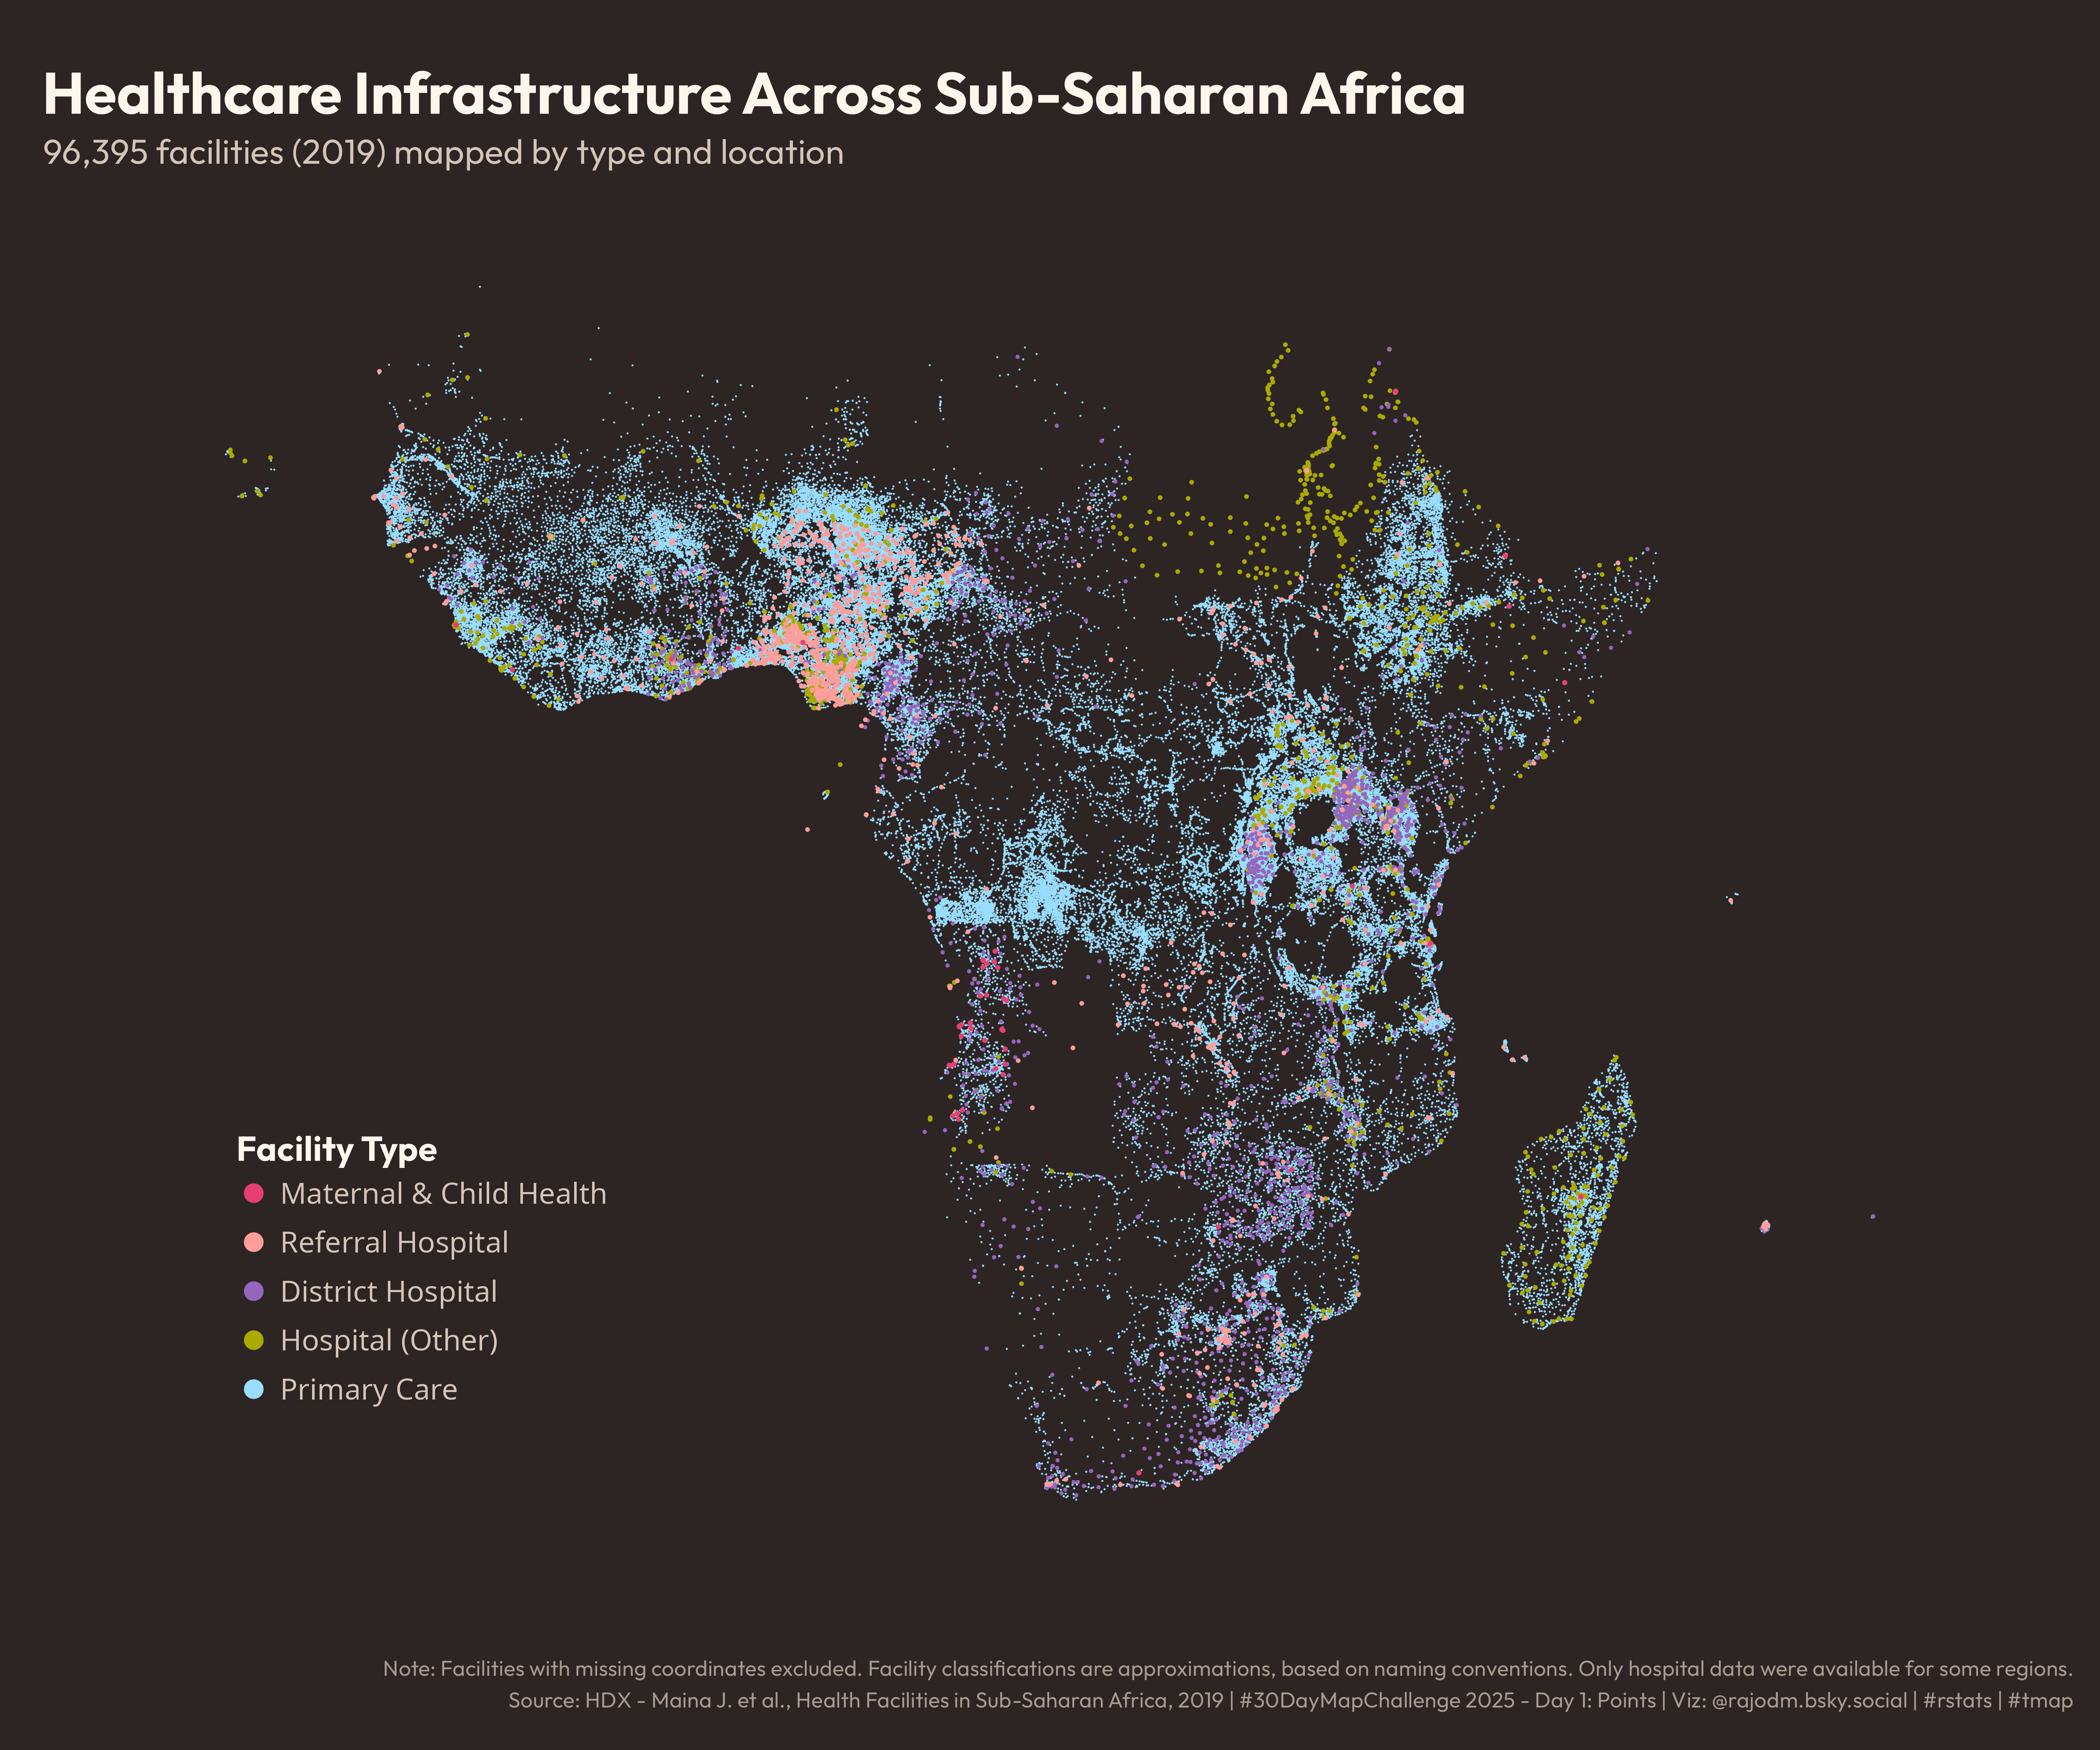 Healthcare Infrastructure Across Sub-Saharan Africa
96,395 facilities (2019) mapped by type and location
Facility Type
Maternal & Child Health
Referral Hospital
District Hospital
Hospital (Other)
Primary Care
Note: Facilities with missing coordinates excluded. Facility classifications are approximations, based on naming conventions. Only hospital data were available for some regions.
Source: HDX - Maina J. et al., Health Facilities in Sub-Saharan Africa, 2019 | #30DayMapChallenge 2025 - Day 1: Points | Viz: @rajodm.bsky.social | #rstats | #tmap